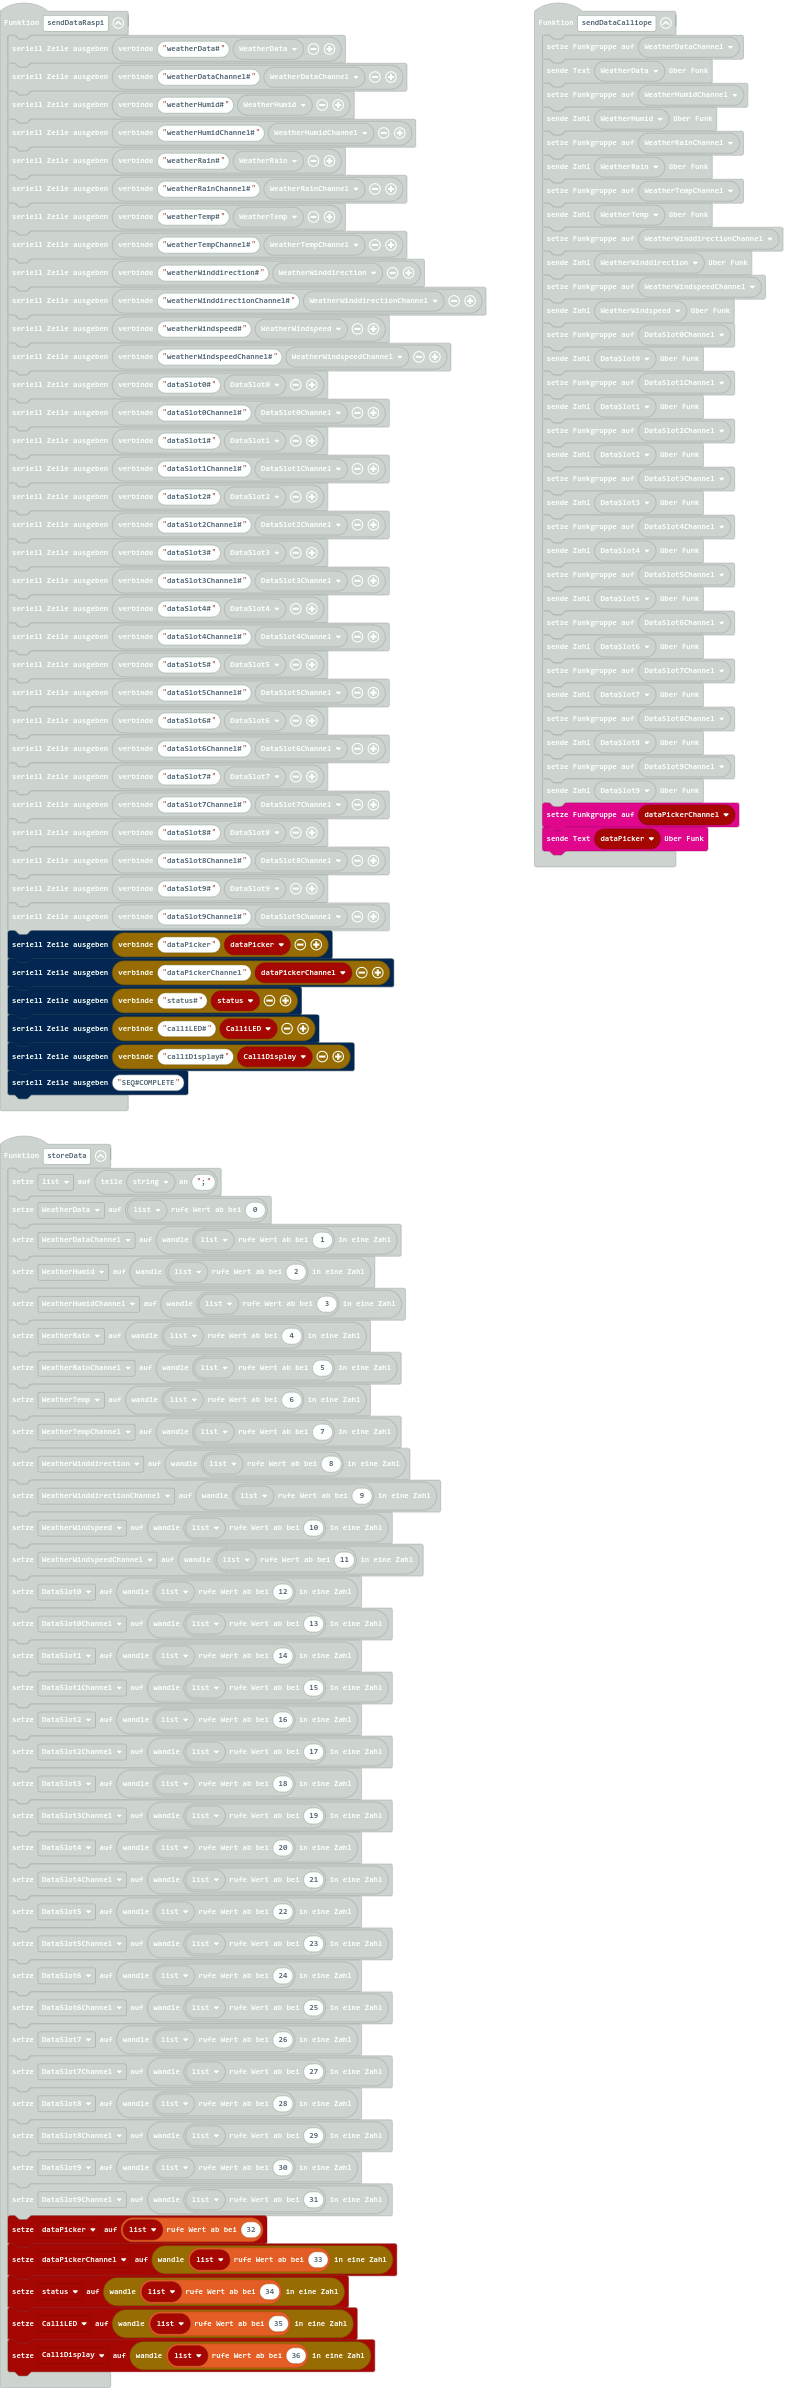 Funktion sendDataRaspi
seriell Zeile ausgeben verbinde "weatherData#" WeatherData
seriell Zeile ausgeben verbinde "weatherDataChannel#" WeatherDataChannel
seriell Zeile ausgeben verbinde "weatherHumid#" WeatherHumid
seriell Zeile ausgeben verbinde "weatherHumidChannel#" WeatherHumidChannel
seriell Zeile ausgeben verbinde "weatherRain#" WeatherRain
seriell Zeile ausgeben verbinde "weatherRainChannel#" WeatherRainChannel
seriell Zeile ausgeben verbinde "weatherTemp#" WeatherTemp
seriell Zeile ausgeben verbinde "weatherTempChannel#" WeatherTempChannel
seriell Zeile ausgeben verbinde "weatherWinddirection#" WeatherWinddirection
seriell Zeile ausgeben verbinde "weatherWinddirectionChannel#" WeatherWinddirectionChannel
seriell Zeile ausgeben verbinde "weatherWindspeed#" WeatherWindspeed
seriell Zeile ausgeben verbinde "weatherWindspeedChannel#" WeatherWindspeedChannel
seriell Zeile ausgeben verbinde "dataSlot0#" DataSlot0
seriell Zeile ausgeben verbinde "dataSlot0Channel#" DataSlot0Channel
seriell Zeile ausgeben verbinde "dataSlot1#" DataSlot1
seriell Zeile ausgeben verbinde "dataSlot1Channel#" DataSlot1Channel
seriell Zeile ausgeben verbinde "dataSlot2#" DataSlot2
seriell Zeile ausgeben verbinde "dataSlot2Channel#" DataSlot2Channel
seriell Zeile ausgeben verbinde "dataSlot3#" DataSlot3
seriell Zeile ausgeben verbinde "dataSlot3Channel#" DataSlot3Channel
seriell Zeile ausgeben verbinde "dataSlot4#" DataSlot4
seriell Zeile ausgeben verbinde "dataSlot4Channel#" DataSlot4Channel
seriell Zeile ausgeben verbinde "dataSlot5#" DataSlot5
seriell Zeile ausgeben verbinde "dataSlot5Channel#" DataSlot5Channel
seriell Zeile ausgeben verbinde "dataSlot6#" DataSlot6
seriell Zeile ausgeben verbinde "dataSlot6Channel#" DataSlot6Channel
seriell Zeile ausgeben verbinde "dataSlot7#" DataSlot7
seriell Zeile ausgeben verbinde "dataSlot7Channel#" DataSlot7Channel
seriell Zeile ausgeben verbinde "dataSlot8#" DataSlot8
seriell Zeile ausgeben verbinde "dataSlot8Channel#" DataSlot8Channel
seriell Zeile ausgeben verbinde "dataSlot9#" DataSlot9
seriell Zeile ausgeben verbinde "dataSlot9Channel#" DataSlot9Channel
seriell Zeile ausgeben verbinde "dataPicker" dataPicker
seriell Zeile ausgeben verbinde "dataPickerChannel" dataPickerChannel
seriell Zeile ausgeben verbinde "status#" status
seriell Zeile ausgeben verbinde "calliLED#" CalliLED
seriell Zeile ausgeben verbinde "calliDisplay#" CalliDisplay
seriell Zeile ausgeben "SEQ#COMPLETE"
Funktion sendDataCalliope
setze Funkgruppe auf WeatherDataChannel
sende Text WeatherData über Funk
setze Funkgruppe auf WeatherHumidChannel
sende Zahl WeatherHumid über Funk
setze Funkgruppe auf WeatherRainChannel
sende Zahl WeatherRain über Funk
setze Funkgruppe auf WeatherTempChannel
sende Zahl WeatherTemp über Funk
setze Funkgruppe auf WeatherWinddirectionChannel
sende Zahl WeatherWinddirection über Funk
setze Funkgruppe auf WeatherWindspeedChannel
sende Zahl WeatherWindspeed über Funk
setze Funkgruppe auf DataSlot0Channel
sende Zahl DataSlot0 über Funk
setze Funkgruppe auf DataSlot1Channel
sende Zahl DataSlot1 über Funk
setze Funkgruppe auf DataSlot2Channel
sende Zahl DataSlot2 über Funk
setze Funkgruppe auf DataSlot3Channel
sende Zahl DataSlot3 über Funk
setze Funkgruppe auf DataSlot4Channel
sende Zahl DataSlot4 über Funk
setze Funkgruppe auf DataSlot5Channel
sende Zahl DataSlot5 über Funk
setze Funkgruppe auf DataSlot6Channel
sende Zahl DataSlot6 über Funk
setze Funkgruppe auf DataSlot7Channel
sende Zahl DataSlot7 über Funk
setze Funkgruppe auf DataSlot8Channel
sende Zahl DataSlot8 über Funk
setze Funkgruppe auf DataSlot9Channel
sende Zahl DataSlot9 über Funk
setze Funkgruppe auf dataPickerChannel
sende Text dataPicker über Funk
Funktion storeData
setze list auf teile string an ";"
setze WeatherData auf list rufe Wert ab bei 0
setze WeatherDataChannel auf wandle list rufe Wert ab bei 1 in eine Zahl
setze WeatherHumid auf wandle list rufe Wert ab bei 2 in eine Zahl
setze WeatherHumidChannel auf wandle list rufe Wert ab bei 3 in eine Zahl
setze WeatherRain auf wandle list rufe Wert ab bei 4 in eine Zahl
setze WeatherRainChannel auf wandle list rufe Wert ab bei 5 in eine Zahl
setze WeatherTemp auf wandle list rufe Wert ab bei 6 in eine Zahl
setze WeatherTempChannel auf wandle list rufe Wert ab bei 7 in eine Zahl
setze WeatherWinddirection auf wandle list rufe Wert ab bei 8 in eine Zahl
setze WeatherWinddirectionChannel auf wandle list rufe Wert ab bei 9 in eine Zahl
setze WeatherWindspeed auf wandle list rufe Wert ab bei 10 in eine Zahl
setze WeatherWindspeedChannel auf wandle list rufe Wert ab bei 11 in eine Zahl
setze DataSlot0 auf wandle list rufe Wert ab bei 12 in eine Zahl
setze DataSlot0Channel auf wandle list rufe Wert ab bei 13 in eine Zahl
setze DataSlot1 auf wandle list rufe Wert ab bei 14 in eine Zahl
setze DataSlot1Channel auf wandle list rufe Wert ab bei 15 in eine Zahl
setze DataSlot2 auf wandle list rufe Wert ab bei 16 in eine Zahl
setze DataSlot2Channel auf wandle list rufe Wert ab bei 17 in eine Zahl
setze DataSlot3 auf wandle list rufe Wert ab bei 18 in eine Zahl
setze DataSlot3Channel auf wandle list rufe Wert ab bei 19 in eine Zahl
setze DataSlot4 auf wandle list rufe Wert ab bei 20 in eine Zahl
setze DataSlot4Channel auf wandle list rufe Wert ab bei 21 in eine Zahl
setze DataSlot5 auf wandle list rufe Wert ab bei 22 in eine Zahl
setze DataSlot5Channel auf wandle list rufe Wert ab bei 23 in eine Zahl
setze DataSlot6 auf wandle list rufe Wert ab bei 24 in eine Zahl
setze DataSlot6Channel auf wandle list rufe Wert ab bei 25 in eine Zahl
setze DataSlot7 auf wandle list rufe Wert ab bei 26 in eine Zahl
setze DataSlot7Channel auf wandle list rufe Wert ab bei 27 in eine Zahl
setze DataSlot8 auf wandle list rufe Wert ab bei 28 in eine Zahl
setze DataSlot8Channel auf wandle list rufe Wert ab bei 29 in eine Zahl
setze DataSlot9 auf wandle list rufe Wert ab bei 30 in eine Zahl
setze DataSlot9Channel auf wandle list rufe Wert ab bei 31 in eine Zahl
setze dataPicker auf list rufe Wert ab bei 32
setze dataPickerChannel auf wandle list rufe Wert ab bei 33 in eine Zahl
setze status auf wandle list rufe Wert ab bei 34 in eine Zahl
setze CalliLED auf wandle list rufe Wert ab bei 35 in eine Zahl
setze CalliDisplay auf wandle list rufe Wert ab bei 36 in eine Zahl